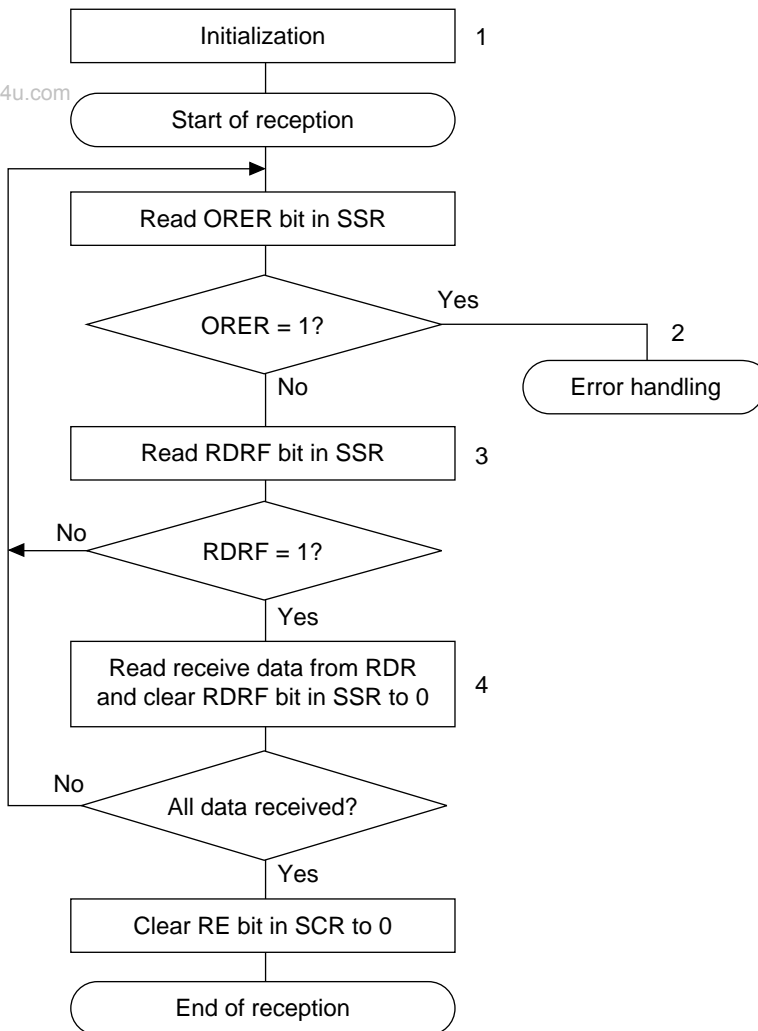 Initialization
1
4u.com
Start of reception
Read ORER bit in SSR
Yes
ORER = 1?
2
Error handling
No
Read RDRF bit in SSR
3
No
RDRF = 1?
Yes
Read receive data from RDR
and clear RDRF bit in SSR to 0
4
No
All data received?
Yes
Clear RE bit in SCR to 0
End of reception